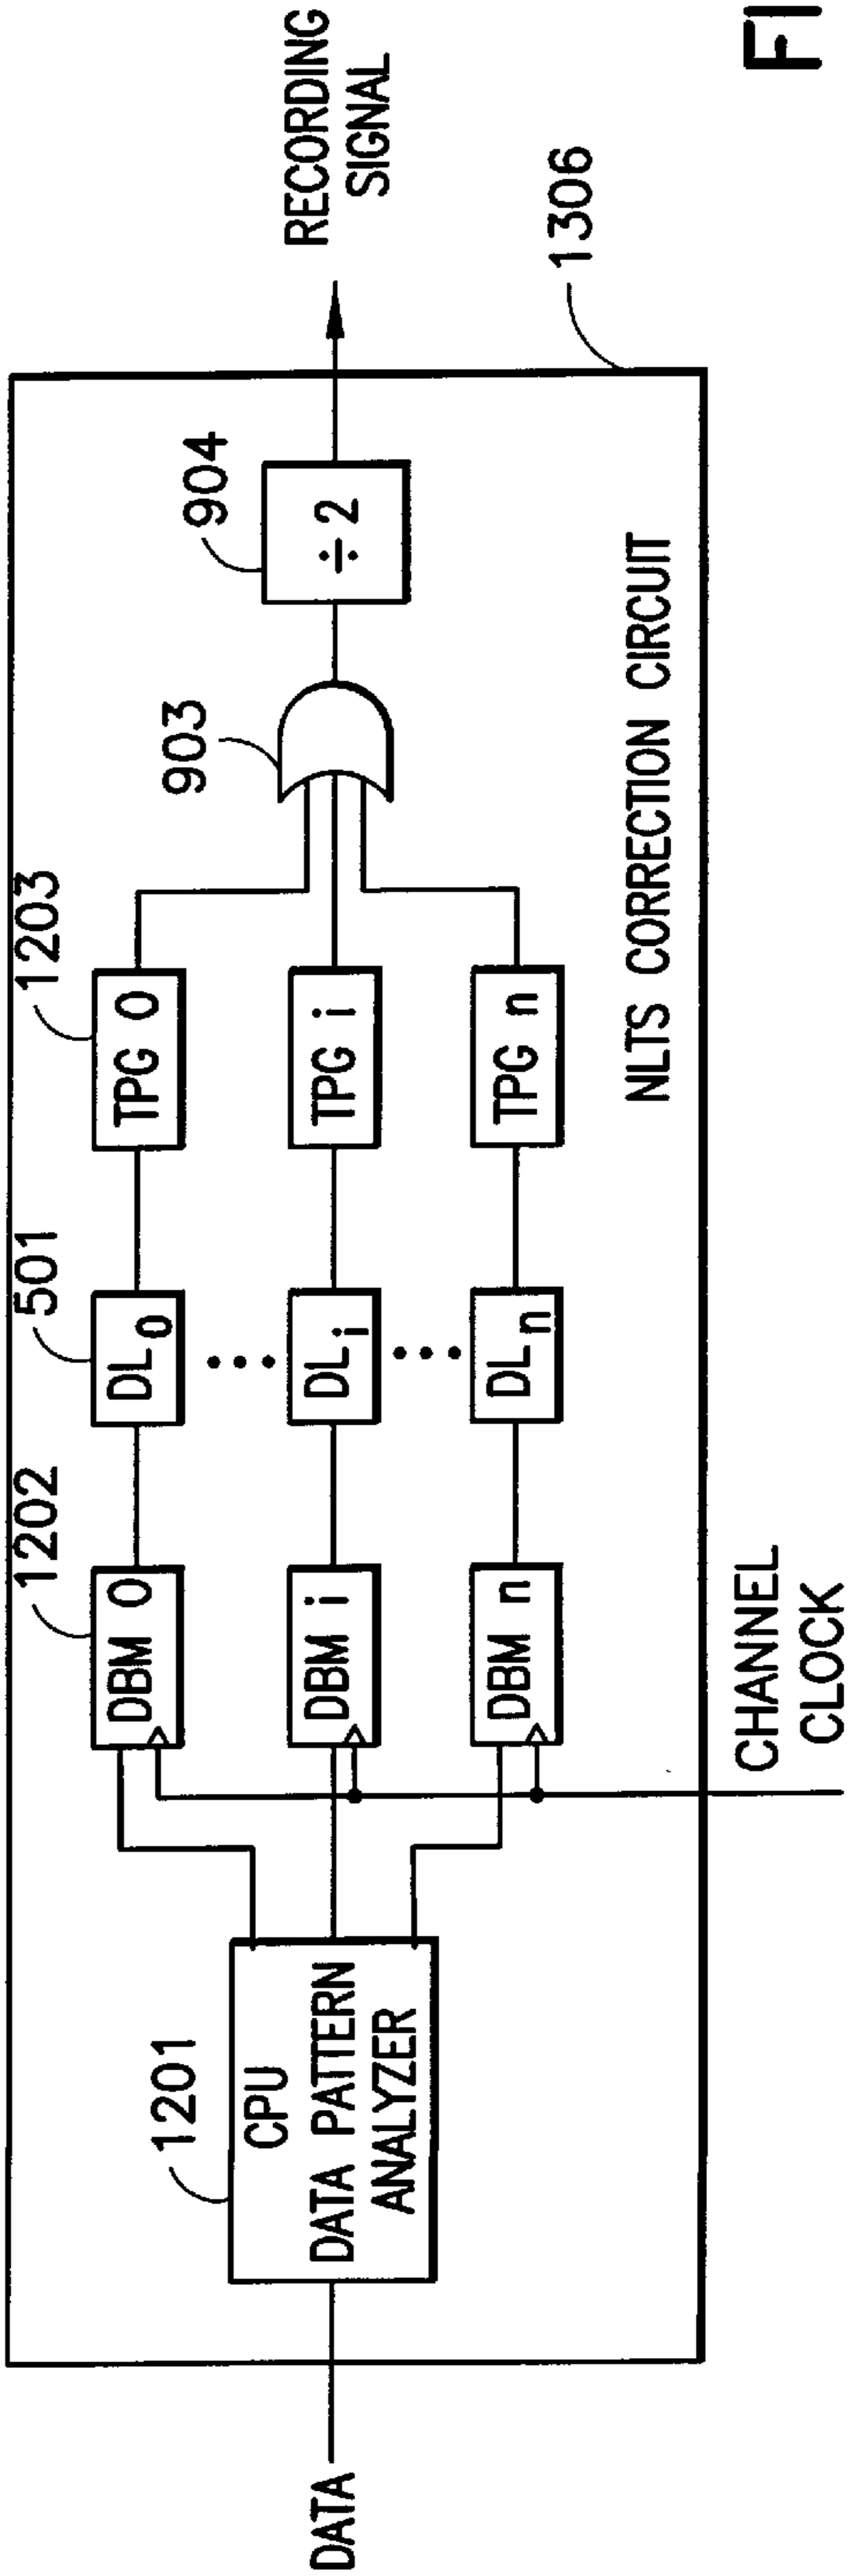 1201
1202
501
1203
903
904
RECORDING
SIGNAL
DATA
CPU
DATA PATTERN
ANALYZER
DBM 0
DL0
TPG 0
DBM i
DLi
TPG i
DBM n
DLn
TPG n
÷2
NLTS CORRECTION CIRCUIT
1306
CHANNEL
CLOCK
FI